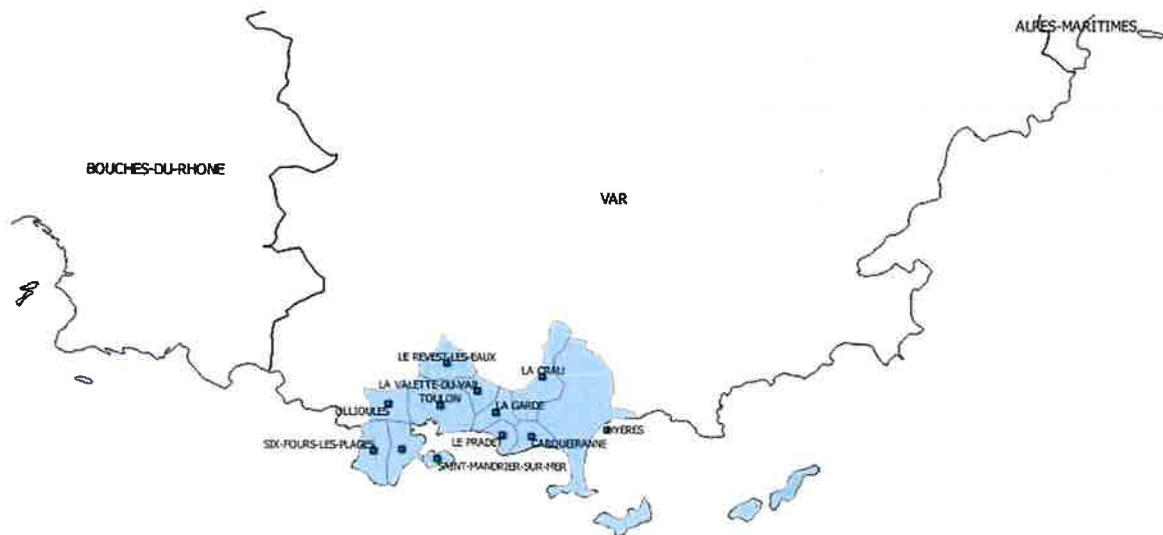 ALPES-MARITIMES
BOUCHES-DU-RHONE
VAR
LE REVEST-LES-EAUX
LA CRAU
LA VALETTE-DU-VAR
TOULON
OLLIOULES
LA GARDE
HYERES
SIX-FOURS-LES-PLAGES
LE PRADET
CARQUEIRANNE
SAINT-MANDRIER-SUR-MER